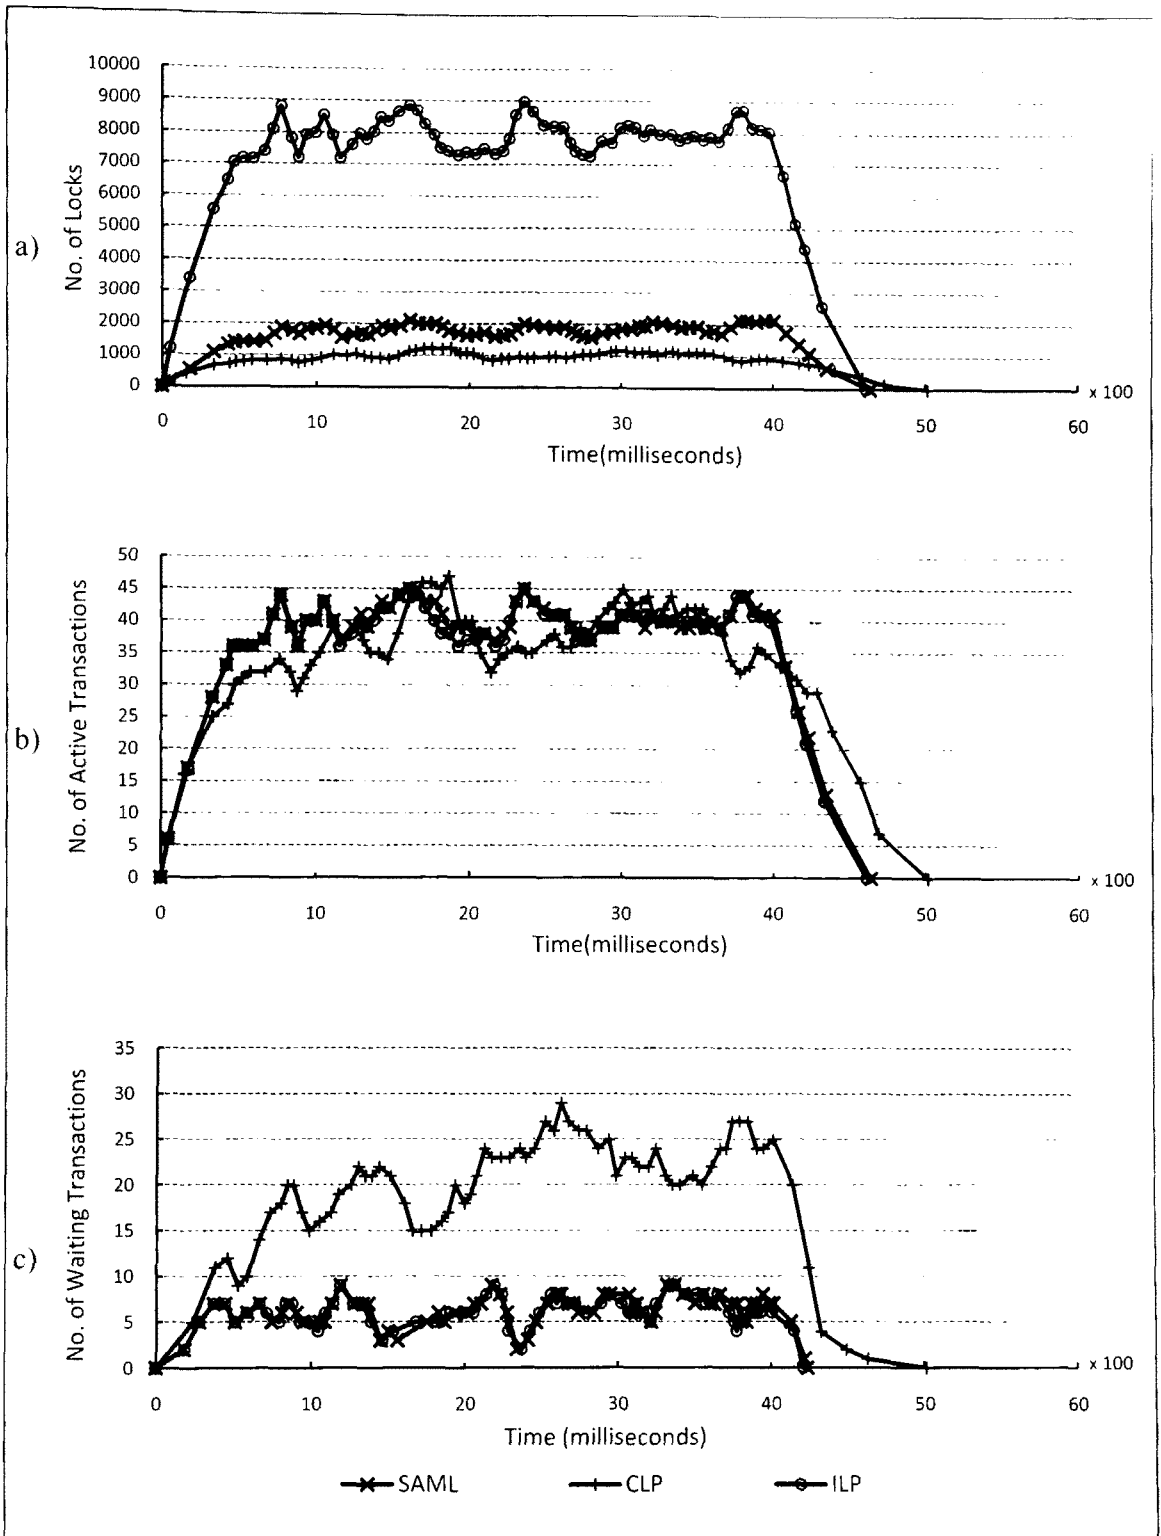 a)
No. of Locks
10000
9000
8000
7000
6000
5000
4000
3000
2000
1000
0
0 10 20 30 40 50 60
x 100
Time(milliseconds)
b)
No. of Active Transactions
50
45
40
35
30
25
20
15
10
5
0
0 10 20 30 40 50 60
x 100
Time(milliseconds)
c)
No. of Waiting Transactions
35
30
25
20
15
10
5
0
0 10 20 30 40 50 60
x 100
Time (milliseconds)
SAML CLP ILP